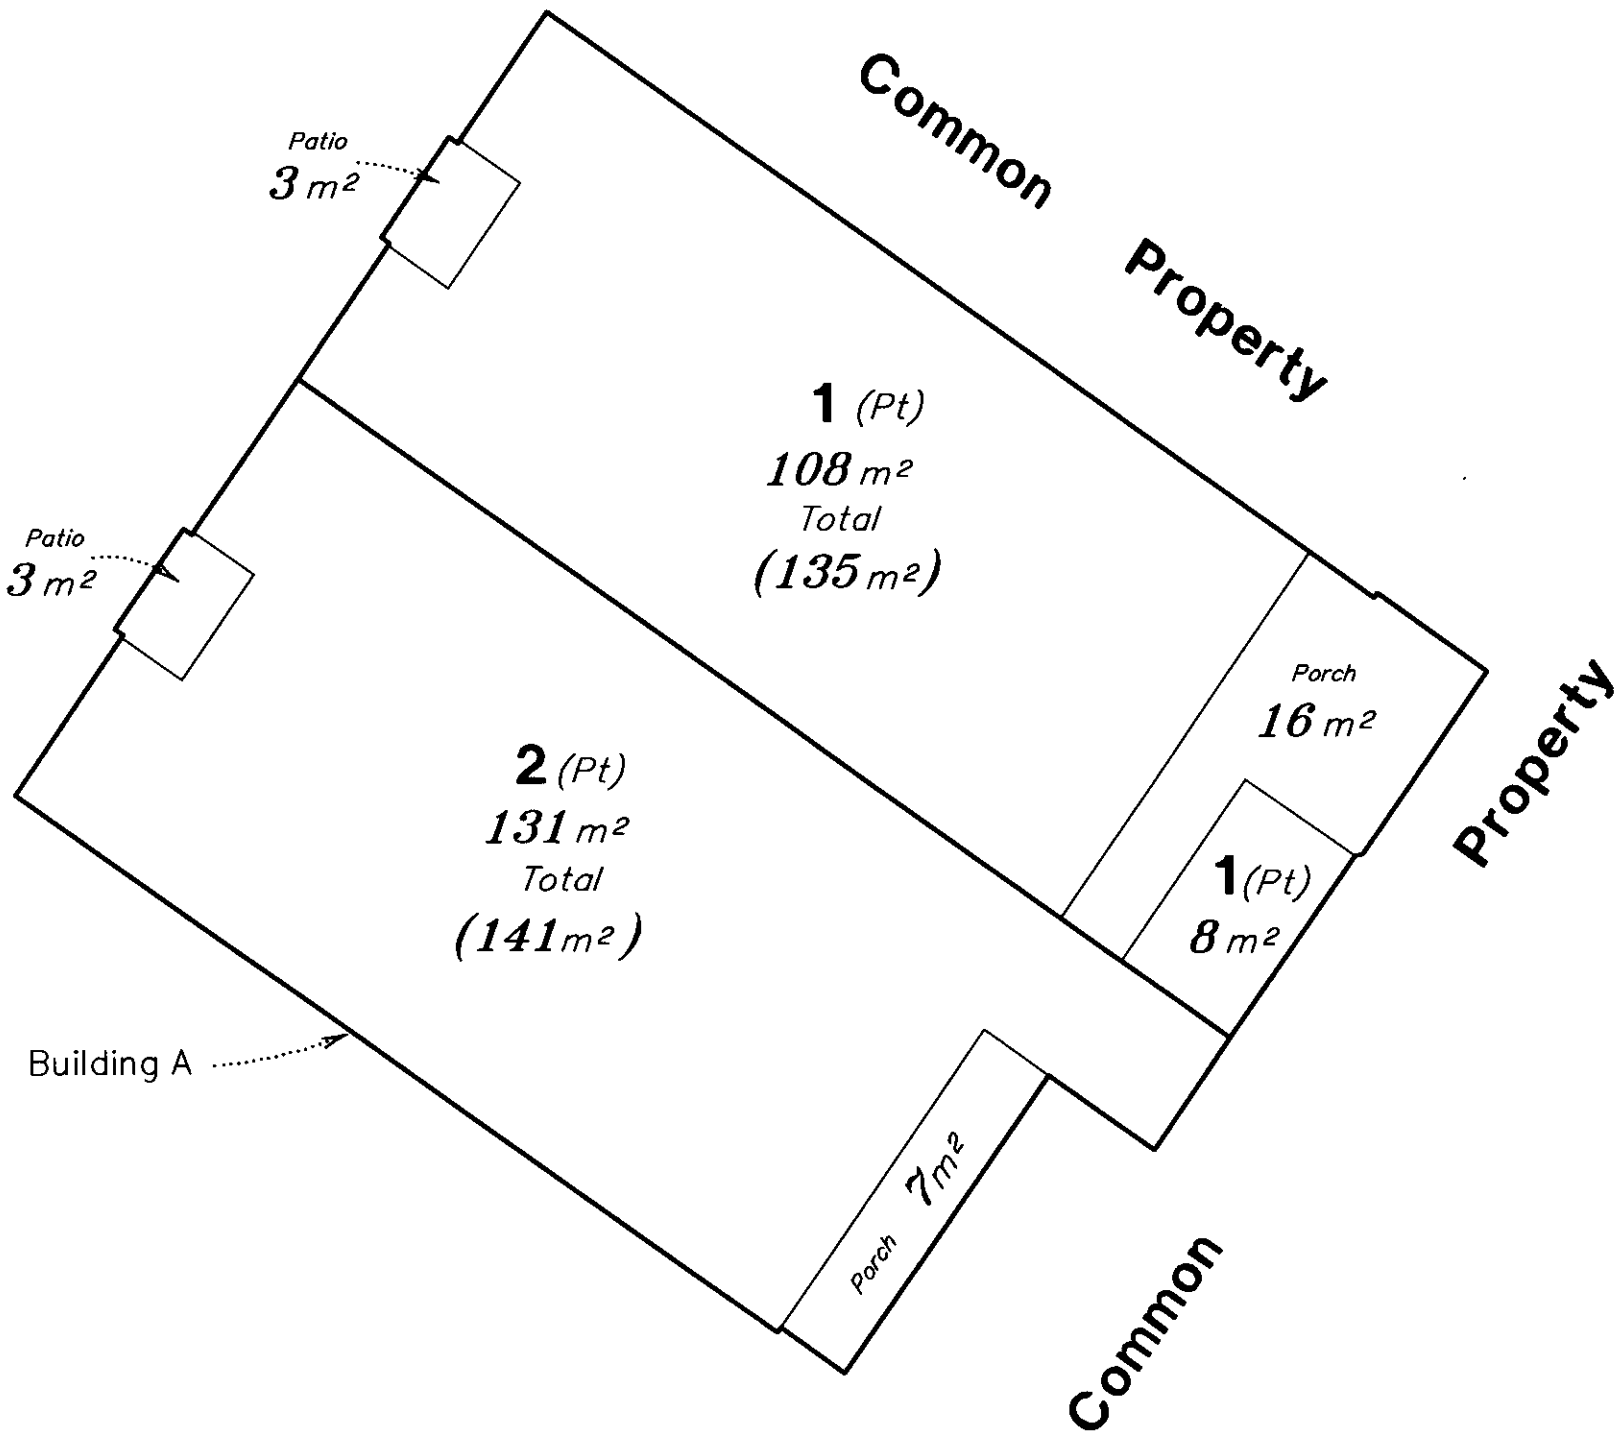 Common
Property
Patio
3 m²
1 (Pt)
108 m²
Total
(135 m²)
Patio
3 m²
Porch
16 m²
Property
2 (Pt)
131 m²
Total
(141 m²)
1 (Pt)
8 m²
Building A
Porch 7 m²
Common